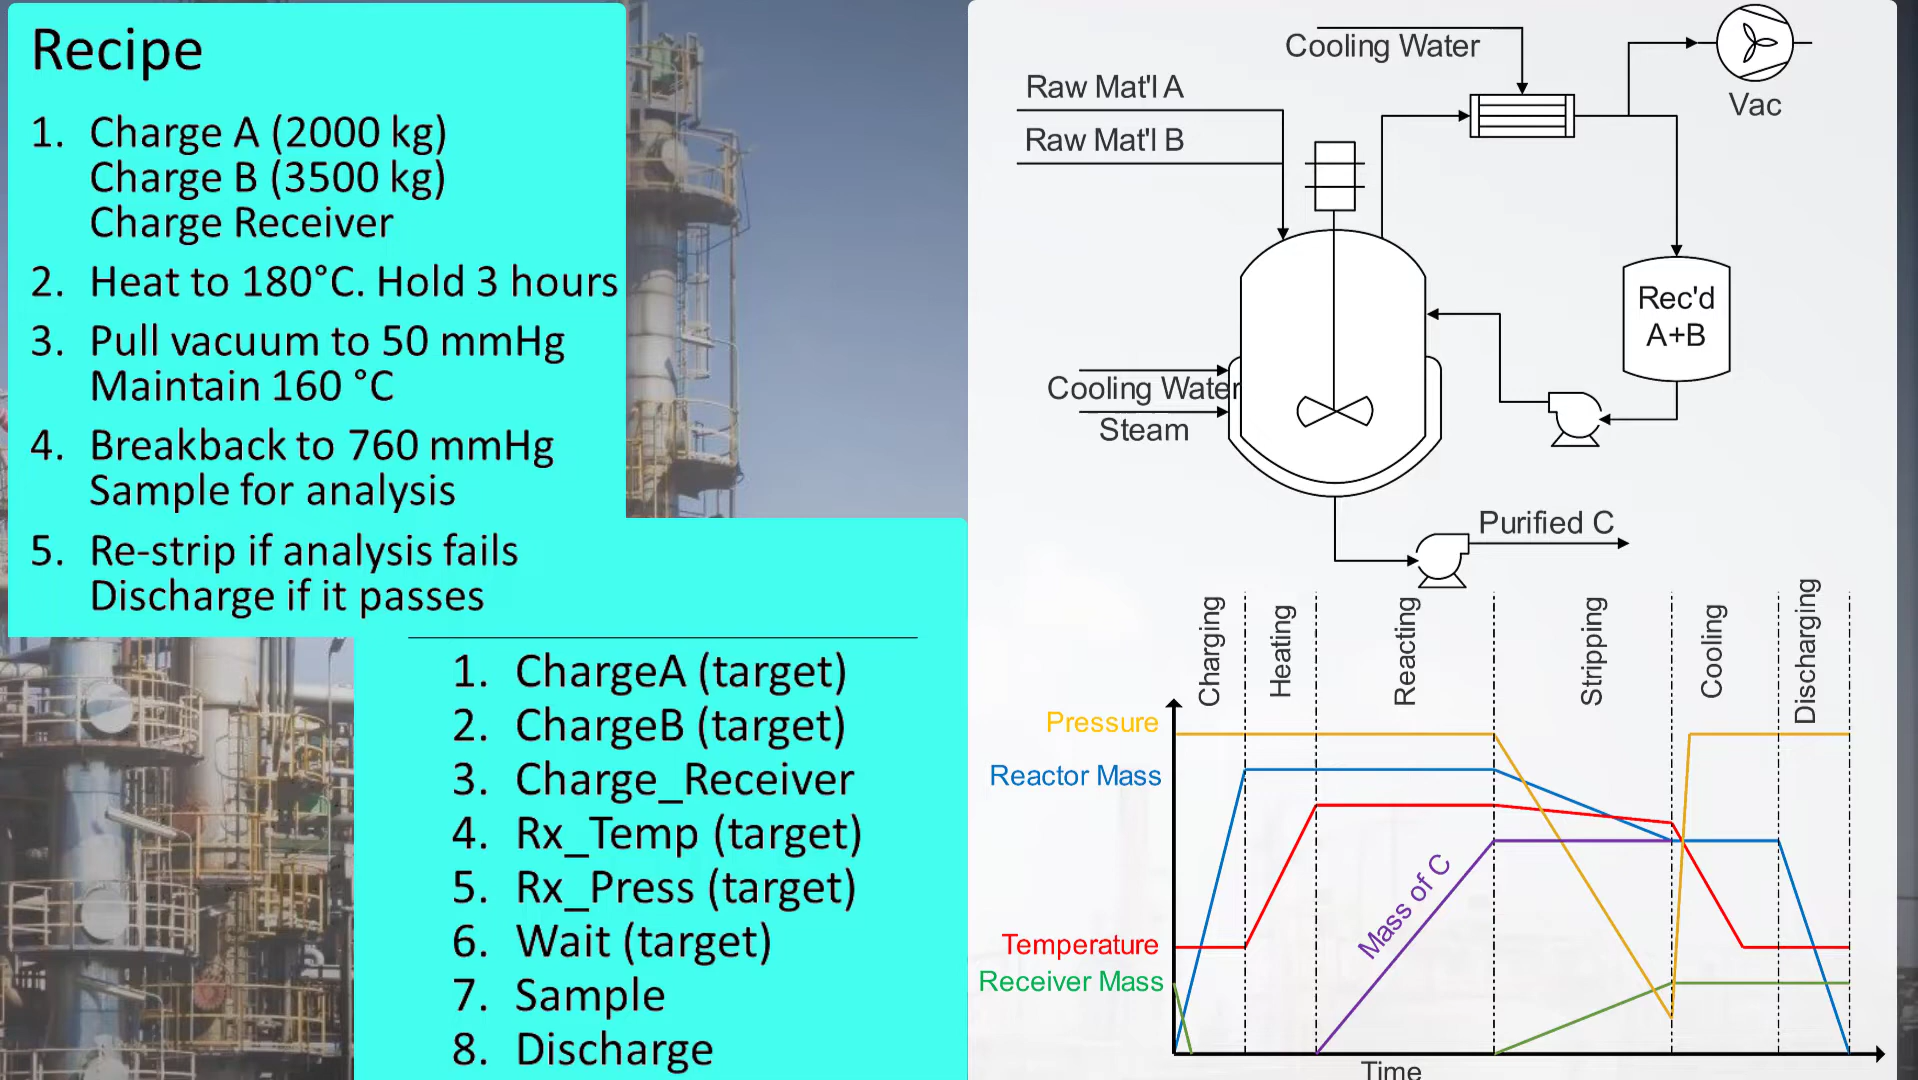 Recipe
1. Charge A (2000 kg)
Charge B (3500 kg)
Charge Receiver
2. Heat to 180°C. Hold 3 hours
3. Pull vacuum to 50 mmHg
Maintain 160 °C
4. Breakback to 760 mmHg
Sample for analysis
5. Re-strip if analysis fails
Discharge if it passes
1. ChargeA (target)
2. ChargeB (target)
3. Charge_Receiver
4. Rx_Temp (target)
5. Rx_Press (target)
6. Wait (target)
7. Sample
8. Discharge
Cooling Water
Raw Mat'l A
Raw Mat'l B
Vac
Rec'd
A+B
Cooling Water
Steam
Purified C
Charging
Heating
Reacting
Stripping
Cooling
Discharging
Pressure
Reactor Mass
Mass of C
Temperature
Receiver Mass
Time